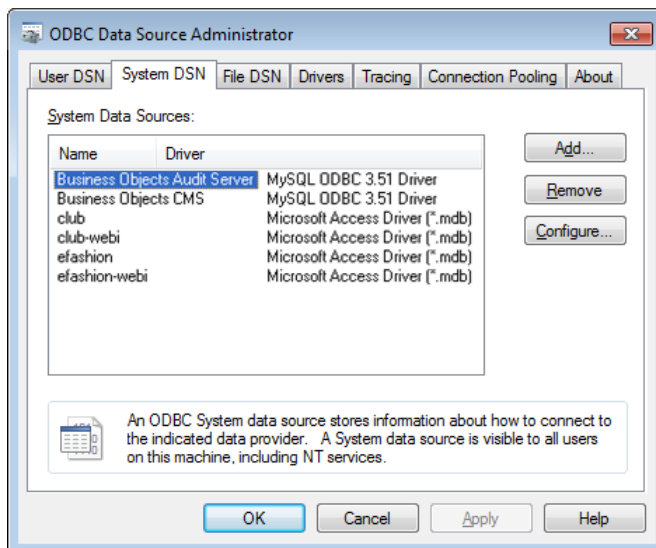 ODBC Data Source Administrator
User DSN System DSN File DSN Drivers Tracing Connection Pooling About
System Data Sources:
Name Driver
Business Objects Audit Server MySQL ODBC 3.51 Driver
Business Objects CMS MySQL ODBC 3.51 Driver
club Microsoft Access Driver (*.mdb)
club-webi Microsoft Access Driver (*.mdb)
efashion Microsoft Access Driver (*.mdb)
efashion-webi Microsoft Access Driver (*.mdb)
Add...
Remove
Configure...
An ODBC System data source stores information about how to connect to
the indicated data provider. A System data source is visible to all users
on this machine, including NT services.
OK Cancel Apply Help